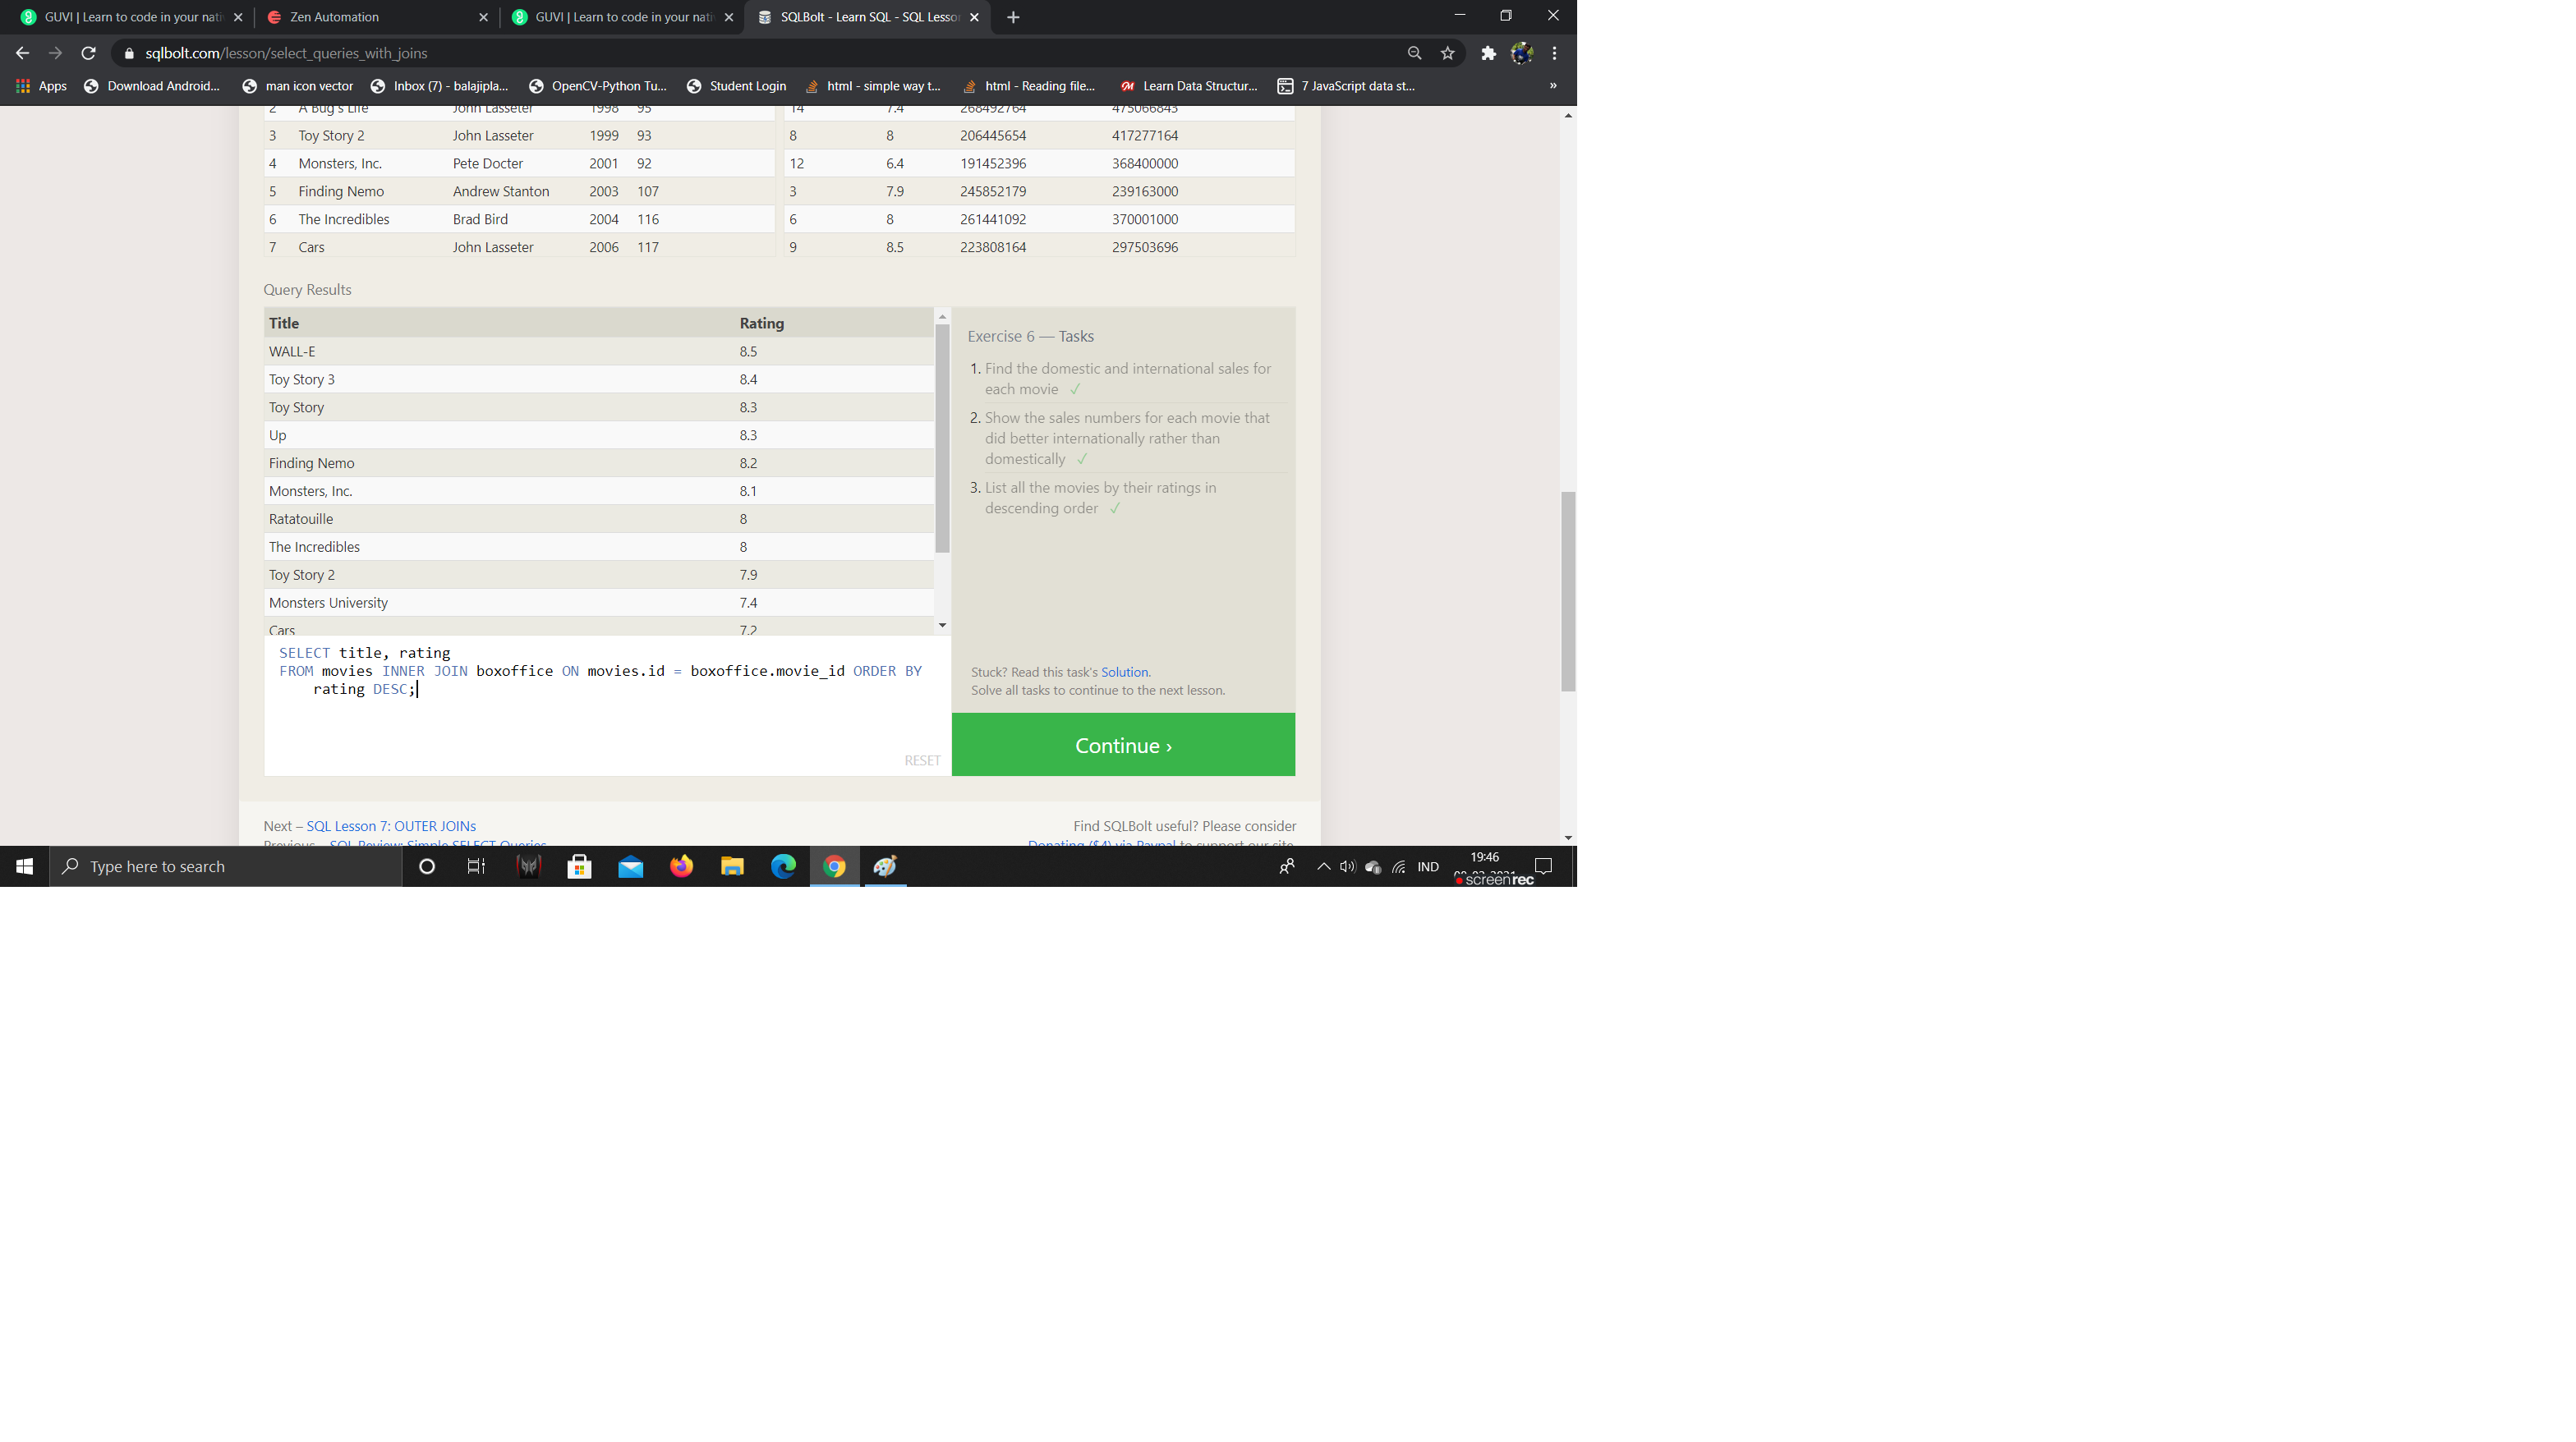 GUVI | Learn to code in your nati
Zen Automation
GUVI | Learn to code in your nati
SQLBolt - Learn SQL - SQL Lesson
sqlbolt.com/lesson/select_queries_with_joins
Apps
Download Android...
man icon vector
Inbox (7) - balajipla...
OpenCV-Python Tu...
Student Login
html - simple way t...
html - Reading file...
Learn Data Structur...
7 JavaScript data st...
»
2 A Bug's Life John Lasseter 1998 95
14 7.4 268492764 475066843
3 Toy Story 2 John Lasseter 1999 93
8 8 206445654 417277164
4 Monsters, Inc. Pete Docter 2001 92
12 6.4 191452396 368400000
5 Finding Nemo Andrew Stanton 2003 107
3 7.9 245852179 239163000
6 The Incredibles Brad Bird 2004 116
6 8 261441092 370001000
7 Cars John Lasseter 2006 117
9 8.5 223808164 297503696
Query Results
Title Rating
WALL-E 8.5
Toy Story 3 8.4
Toy Story 8.3
Up 8.3
Finding Nemo 8.2
Monsters, Inc. 8.1
Ratatouille 8
The Incredibles 8
Toy Story 2 7.9
Monsters University 7.4
Cars 7.2
SELECT title, rating
FROM movies INNER JOIN boxoffice ON movies.id = boxoffice.movie_id ORDER BY
rating DESC;
RESET
Exercise 6 — Tasks
1. Find the domestic and international sales for
each movie ✓
2. Show the sales numbers for each movie that
did better internationally rather than
domestically ✓
3. List all the movies by their ratings in
descending order ✓
Stuck? Read this task's Solution.
Solve all tasks to continue to the next lesson.
Continue ›
Next – SQL Lesson 7: OUTER JOINs
Previous – SQL Review: Simple SELECT Queries
Find SQLBolt useful? Please consider
Donating ($4) via Paypal to support our site.
Type here to search
IND
19:46
screenrec